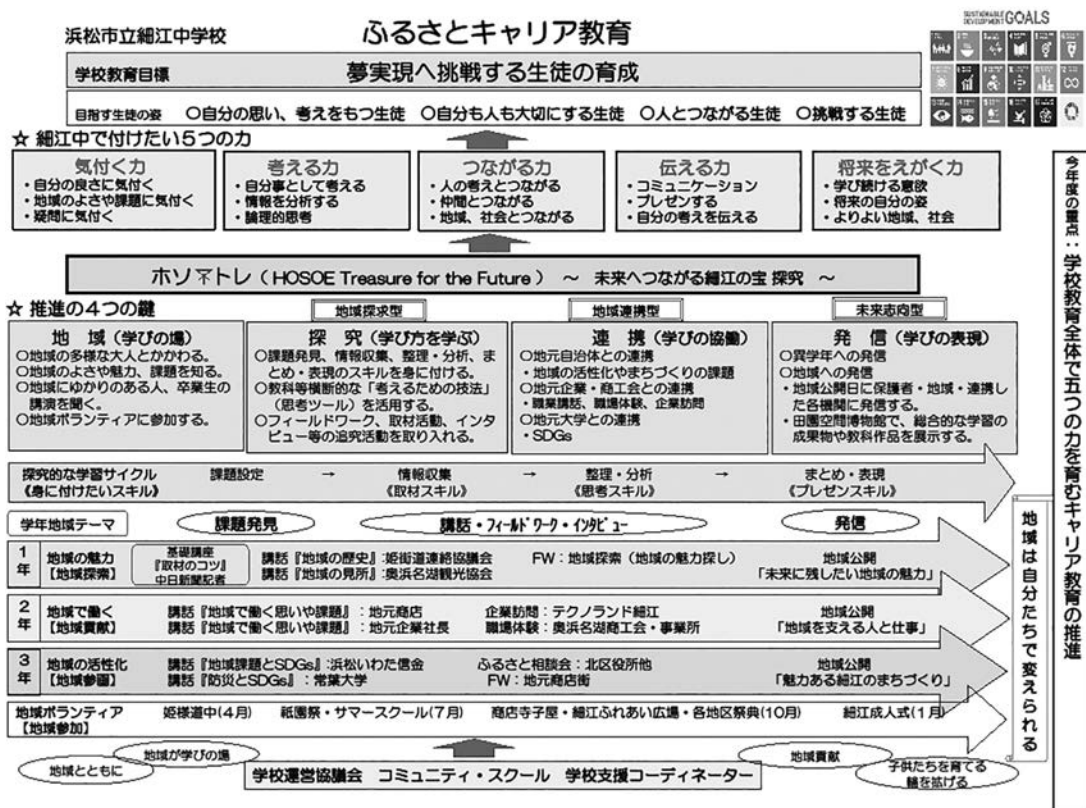 浜松市立細江中学校
ふるさとキャリア教育
SUSTAINABLE DEVELOPMENT GOALS
学校教育目標 夢実現へ挑戦する生徒の育成
目指す生徒の姿 〇自分の思い、考えをもつ生徒 〇自分も人も大切にする生徒 〇人とつながる生徒 〇挑戦する生徒
☆ 細江中で付けたい5つの力
気付く力
・自分の良さに気付く
・地域のよさや課題に気付く
・疑問に気付く
考える力
・自分事として考える
・情報を分析する
・論理的思考
つながる力
・人の考えとつながる
・仲間とつながる
・地域、社会とつながる
伝える力
・コミュニケーション
・プレゼンする
・自分の考えを伝える
将来をえがく力
・学び続ける意欲
・将来の自分の姿
・よりよい地域、社会
ホソ トレ（HOSOE Treasure for the Future） ～ 未来へつながる細江の宝 探究 ～
☆ 推進の4つの鍵
地域探求型
地域連携型
未来志向型
地 域（学びの場）
〇地域の多様な大人とかかわる。
〇地域のよさや魅力、課題を知る。
〇地域にゆかりのある人、卒業生の
講演を聞く。
〇地域ボランティアに参加する。
探 究（学び方を学ぶ）
〇課題発見、情報収集、整理・分析、ま
とめ・表現のスキルを身に付ける。
〇教科等横断的な「考えるための技法」
（思考ツール）を活用する。
〇フィールドワーク、取材活動、インタ
ビュー等の追究活動を取り入れる。
連 携（学びの協働）
〇地元自治体との連携
・地域の活性化やまちづくりの課題
〇地元企業・商工会との連携
・職業講話、職場体験、企業訪問
〇地元大学との連携
・SDGs
発 信（学びの表現）
〇異学年への発信
〇地域への発信
・地域公開日に保護者・地域・連携し
た各機関に発信する。
・田園空間博物館で、総合的な学習の
成果物や教科作品を展示する。
探究的な学習サイクル 課題設定 → 情報収集 → 整理・分析 → まとめ・表現
《身に付けたいスキル》 《取材スキル》 《思考スキル》 《プレゼンスキル》
学年地域テーマ
課題発見
講話・フィールドワーク・インタビュー
発信
1年
地域の魅力
【地域探索】
基礎講座
『取材のコツ』
中日新聞記者
講話『地域の歴史』:姫街道連絡協議会
講話『地域の見所』:奥浜名湖観光協会
FW:地域探索（地域の魅力探し）
地域公開
「未来に残したい地域の魅力」
2年
地域で働く
【地域貢献】
講話『地域で働く思いや課題』:地元商店
講話『地域で働く思いや課題』:地元企業社長
企業訪問:テクノランド細江
職場体験:奥浜名湖商工会・事業所
地域公開
「地域を支える人と仕事」
3年
地域の活性化
【地域参画】
講話『地域課題とSDGs』:浜松いわた信金
講話『防災とSDGs』:常葉大学
ふるさと相談会:北区役所他
FW:地元商店街
地域公開
「魅力ある細江のまちづくり」
地域ボランティア
【地域参加】
姫様道中(4月) 祇園祭・サマースクール(7月) 商店寺子屋・細江ふれあい広場・各地区祭典(10月) 細江成人式(1月)
地域とともに
地域が学びの場
学校運営協議会 コミュニティ・スクール 学校支援コーディネーター
地域貢献
子供たちを育てる
輪を拡げる
地域は自分たちで変えられる
今年度の重点:学校教育全体で五つの力を育むキャリア教育の推進